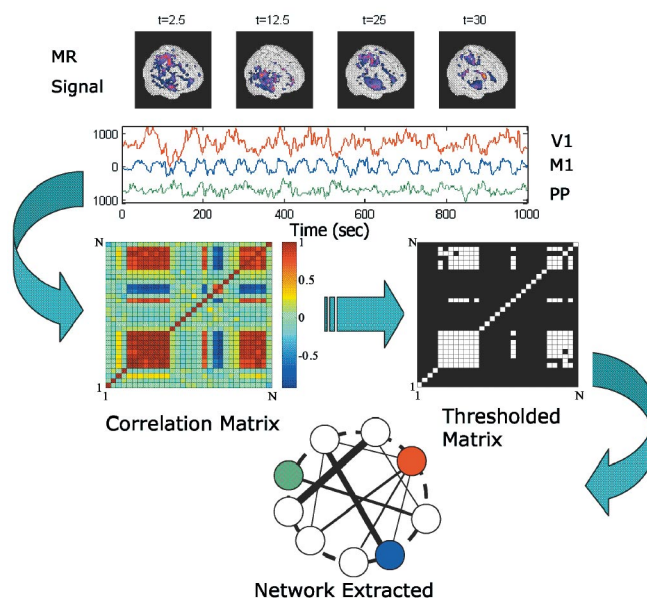 t=2.5 t=12.5 t=25 t=30
MR
Signal
1000 V1
0 M1
1000 PP
0 200 400 600 800 1000
Time (sec)
N 1 N
0.5
0
-0.5
1 1
1 N 1 N
Correlation Matrix Thresholded
Matrix
Network Extracted